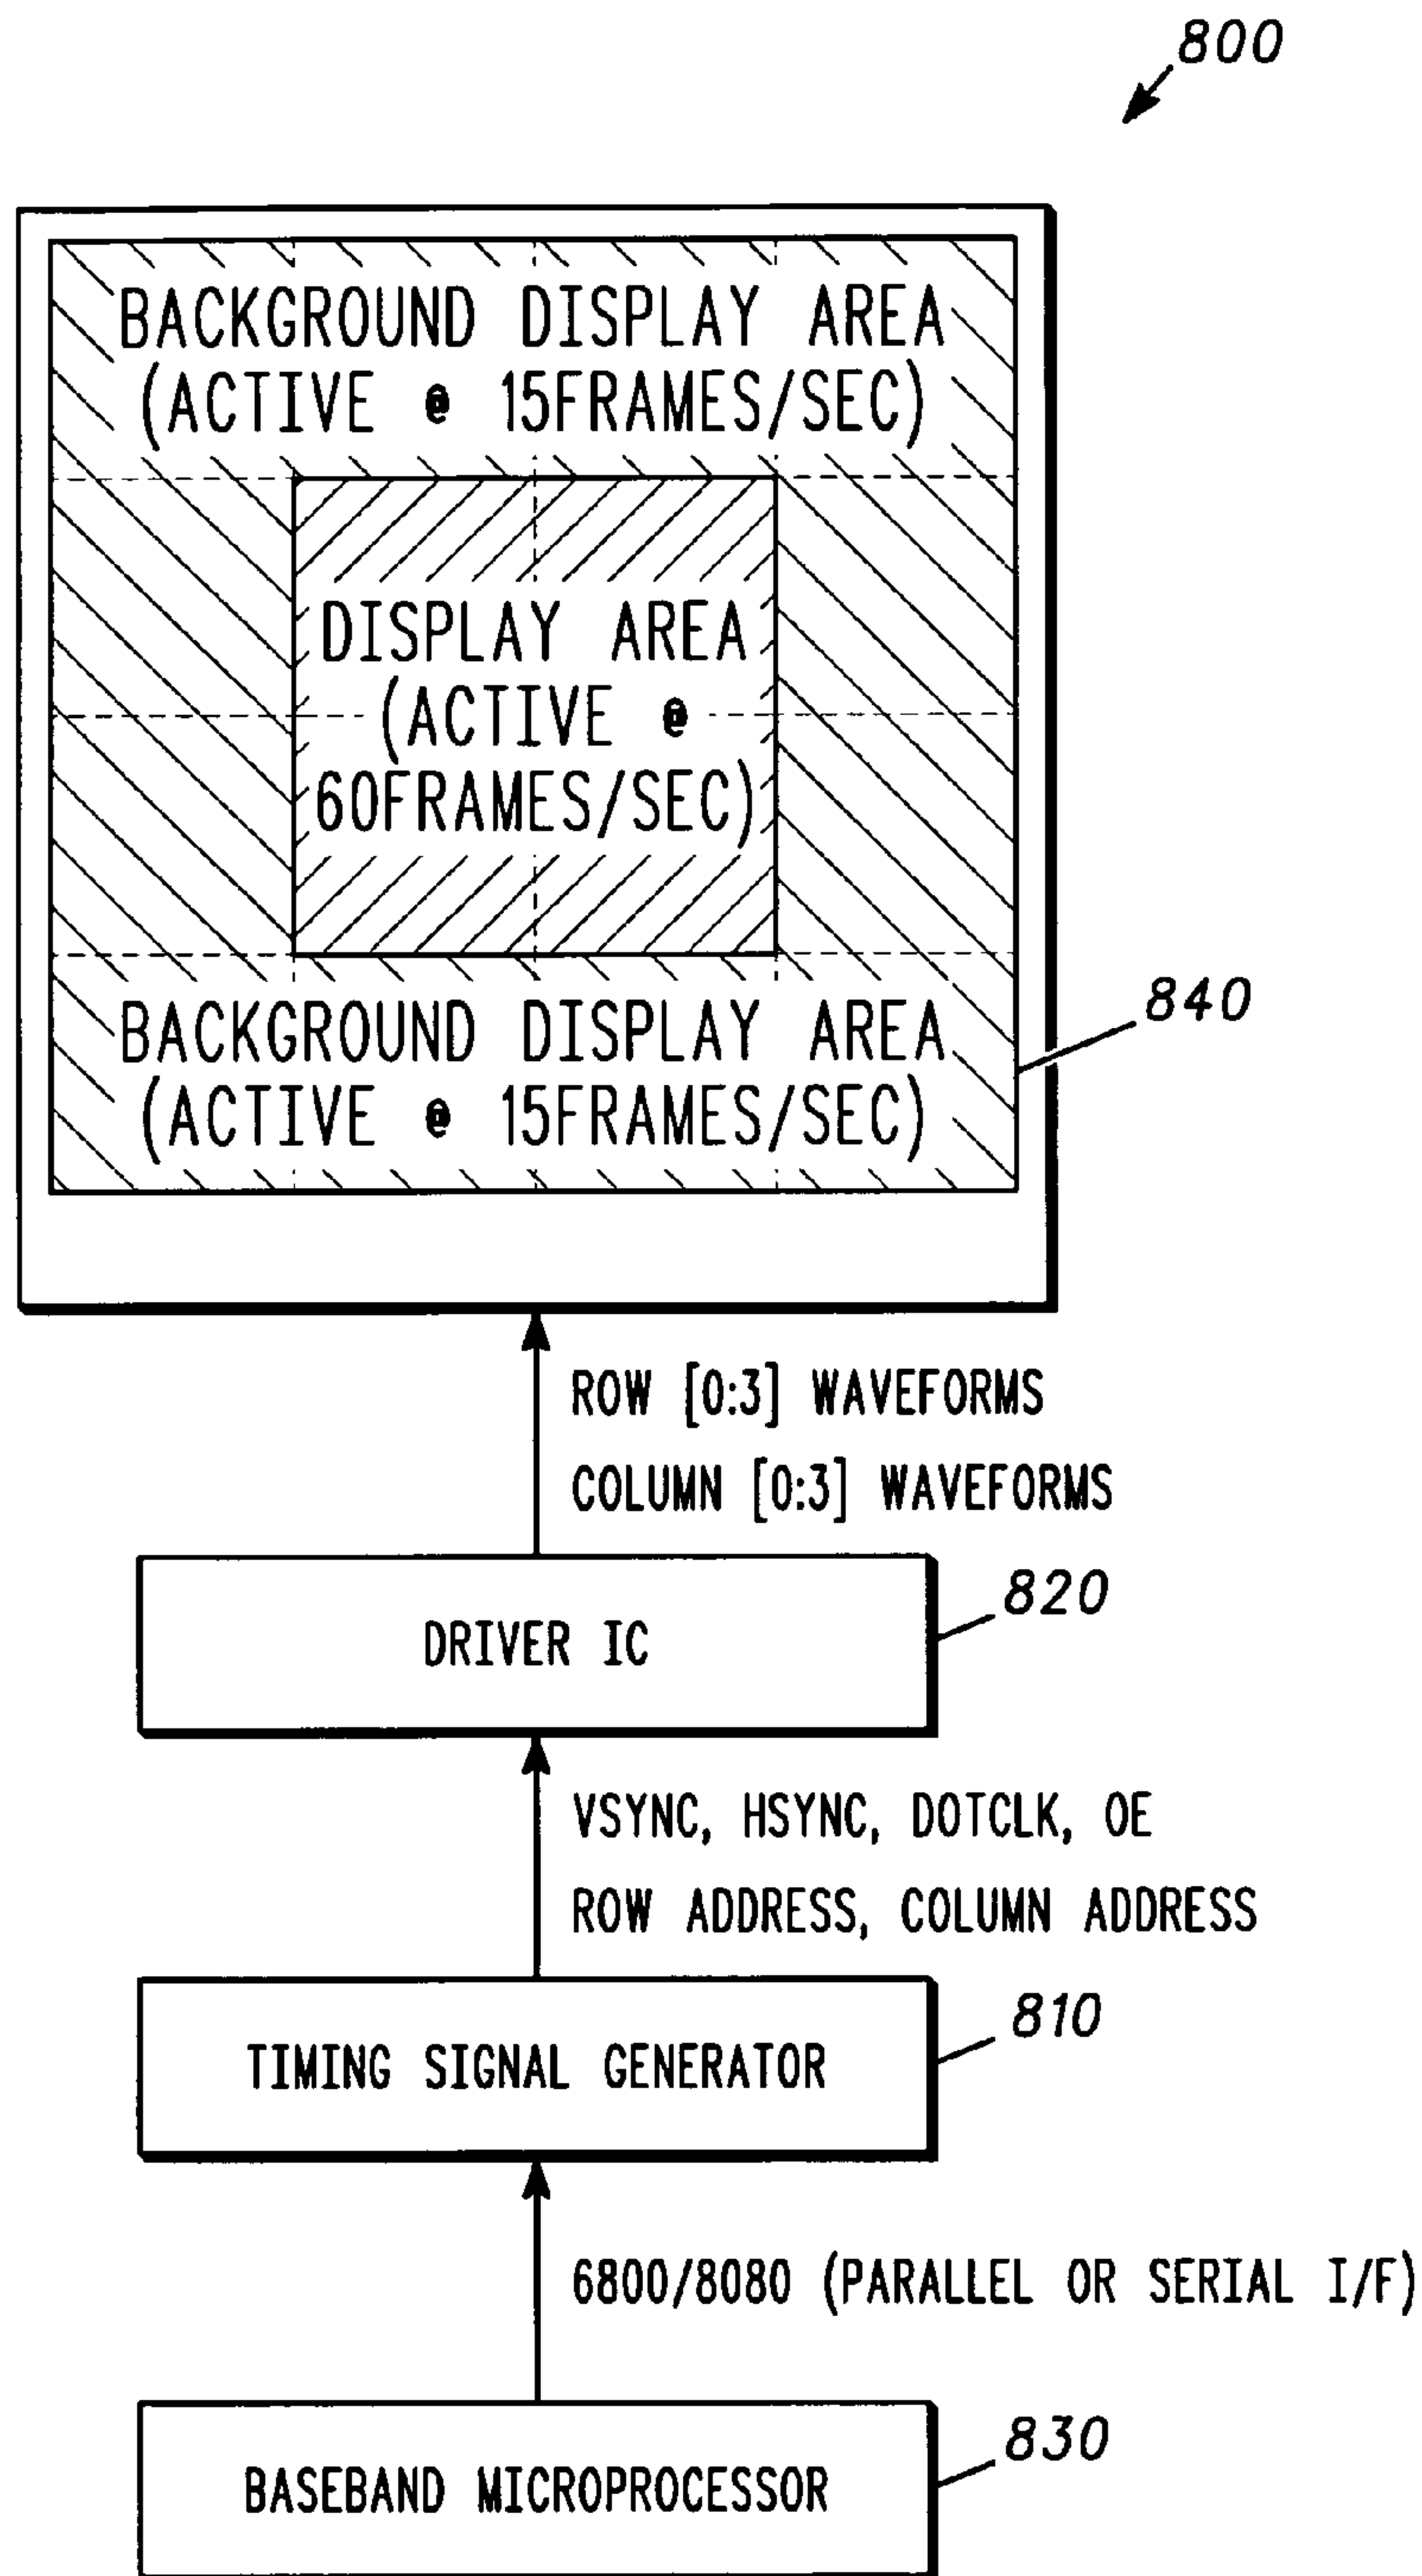 800
BACKGROUND DISPLAY AREA
(ACTIVE @ 15FRAMES/SEC)
DISPLAY AREA
(ACTIVE @
60FRAMES/SEC)
840
BACKGROUND DISPLAY AREA
(ACTIVE @ 15FRAMES/SEC)
ROW [0:3] WAVEFORMS
COLUMN [0:3] WAVEFORMS
820
DRIVER IC
VSYNC, HSYNC, DOTCLK, OE
ROW ADDRESS, COLUMN ADDRESS
810
TIMING SIGNAL GENERATOR
6800/8080 (PARALLEL OR SERIAL I/F)
830
BASEBAND MICROPROCESSOR